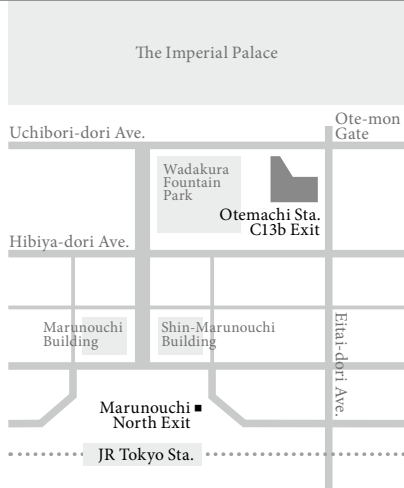 The Imperial Palace
Ote-mon
Gate
Uchibori-dori Ave.
Wadakura
Fountain
Park
Otemachi Sta.
C13b Exit
Hibiya-dori Ave.
Marunouchi
Building
Shin-Marunouchi
Building
Eitai-dori Ave.
Marunouchi
North Exit
JR Tokyo Sta.